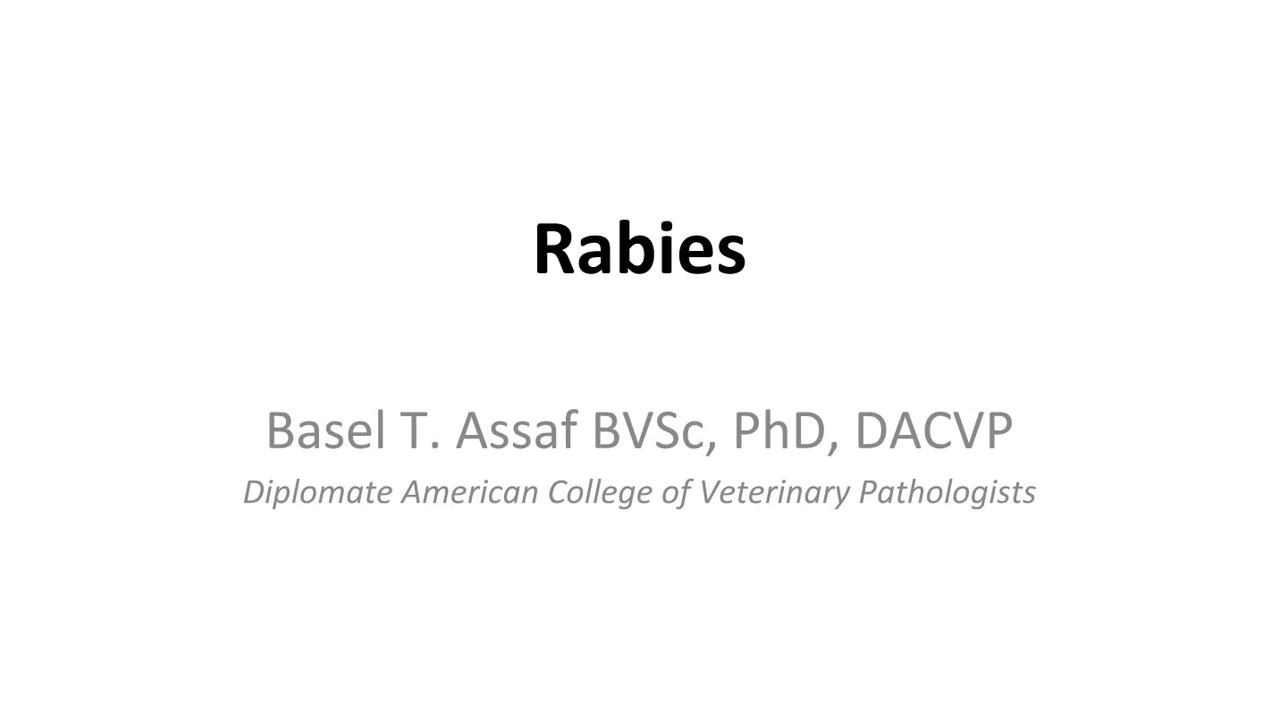 Rabies
Basel T. Assaf BVSc, PhD, DACVP
Diplomate American College of Veterinary Pathologists